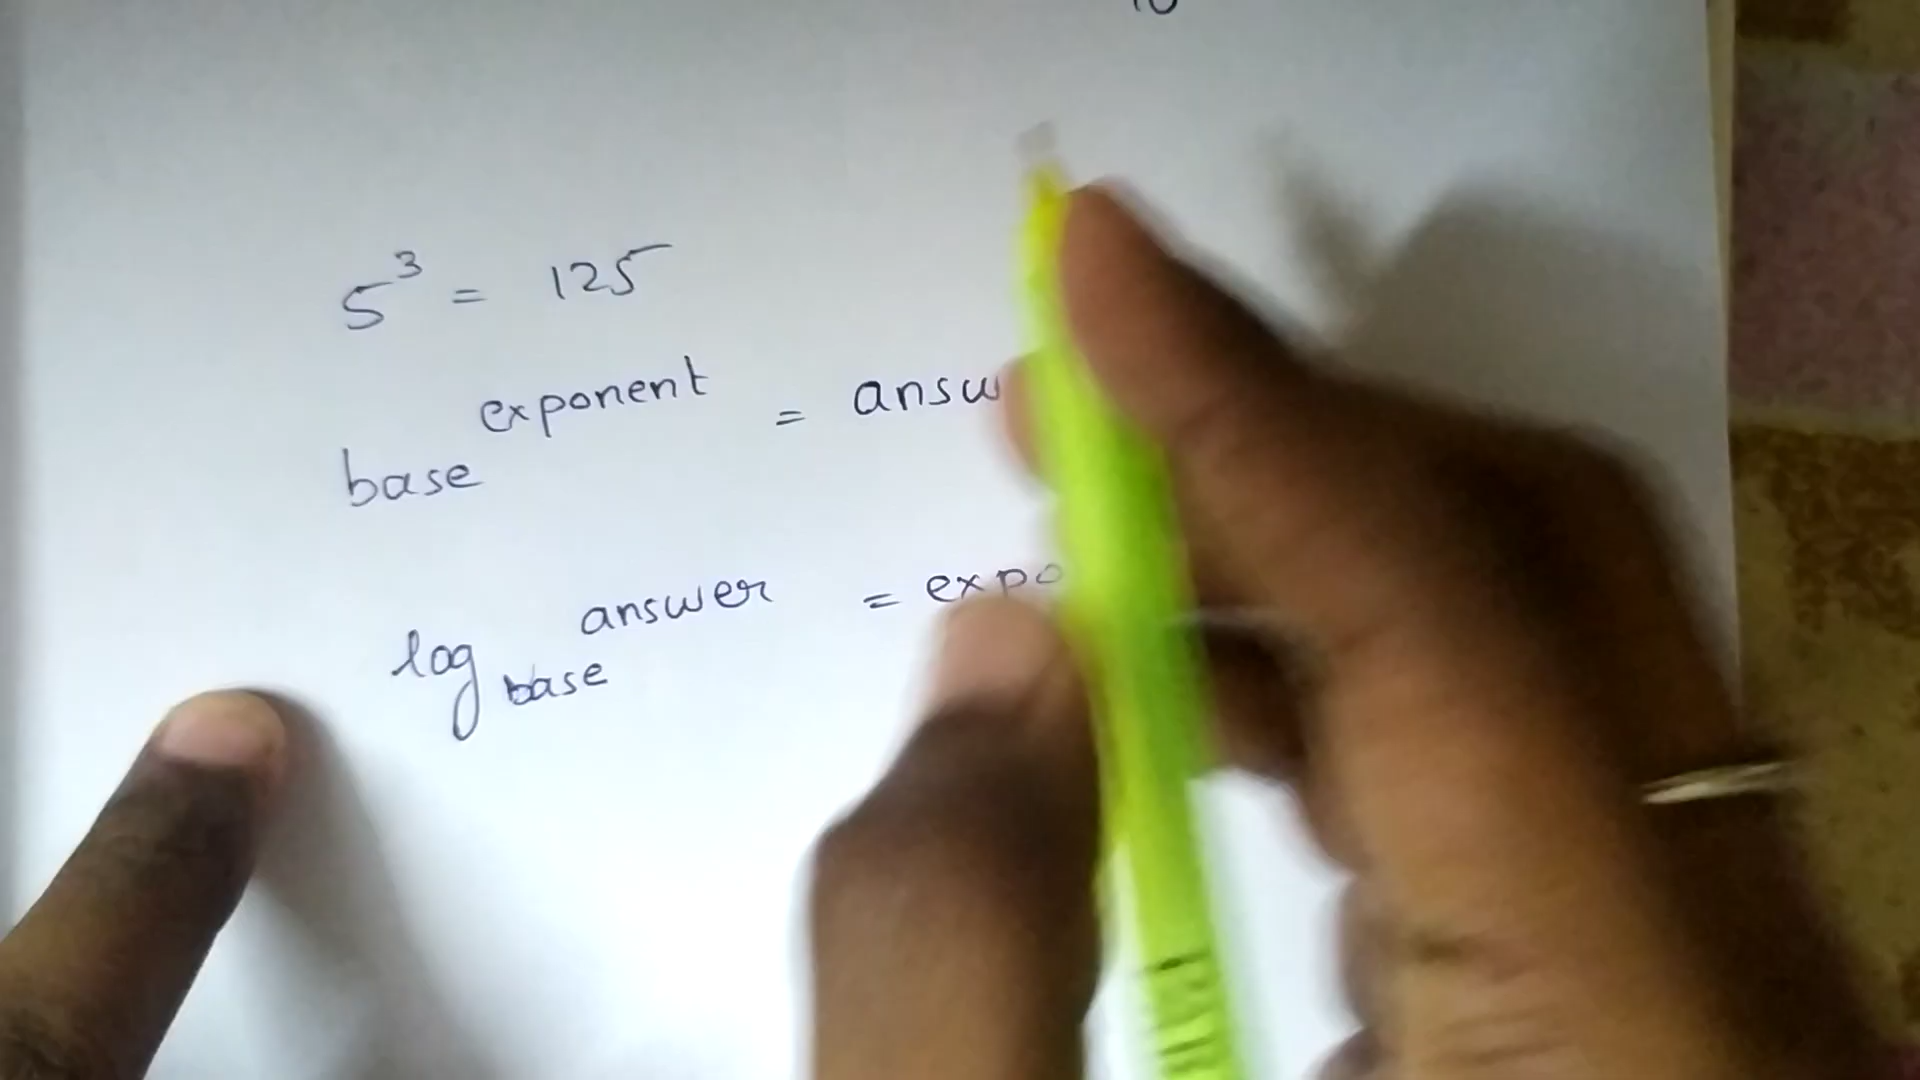 5³ = 125
base^exponent = answ
log_base answer = expo